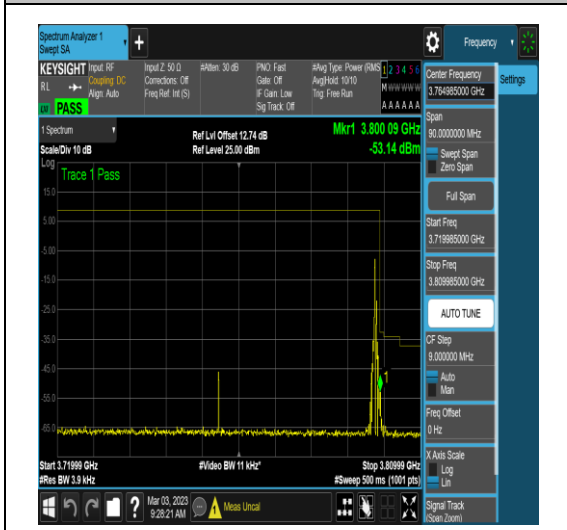 Spectrum Analyzer 1
Swept SA
Frequency
KEYSIGHT
Input: RF
Coupling: DC
Align: Auto
Input Z: 50 Ω
Corrections: Off
Freq Ref: Int (S)
#Atten: 30 dB
PNO: Fast
Gate: Off
IF Gain: Low
Sig Track: Off
#Avg Type: Power (RMS
Avg|Hold: 10/10
Trig: Free Run
1 2 3 4 5 6
M W W W W W
A A A A A A
R L
PASS
Center Frequency
3.764985000 GHz
Settings
Span
90.0000000 MHz
Swept Span
Zero Span
Full Span
Start Freq
3.719985000 GHz
Stop Freq
3.809985000 GHz
AUTO TUNE
CF Step
9.000000 MHz
Auto
Man
Freq Offset
0 Hz
X Axis Scale
Log
Lin
Signal Track
(Span Zoom)
1 Spectrum
Scale/Div 10 dB
Ref Lvl Offset 12.74 dB
Ref Level 25.00 dBm
Mkr1 3.800 09 GHz
-53.14 dBm
Log
Trace 1 Pass
15.0
5.00
-5.00
-15.0
-25.0
-35.0
-45.0
-55.0
-65.0
1
Start 3.71999 GHz
#Res BW 3.9 kHz
#Video BW 11 kHz*
Stop 3.80999 GHz
#Sweep 500 ms (1001 pts)
?
Mar 03, 2023
9:28:21 AM
Meas Uncal